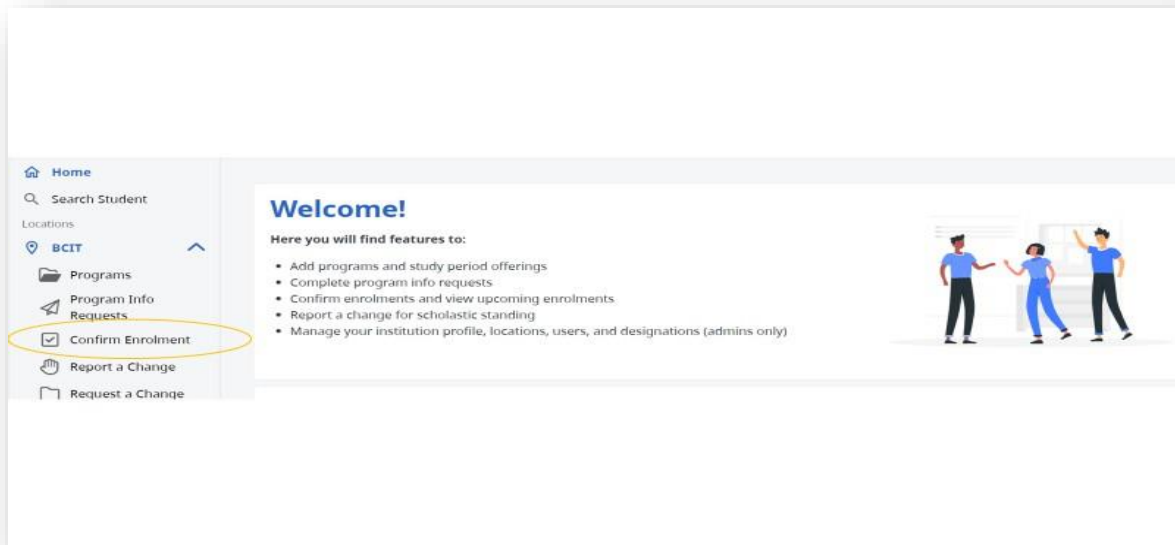 Home
Search Student
Locations
BCIT
Programs
Program Info
Requests
Confirm Enrolment
Report a Change
Request a Change
Welcome!
Here you will find features to:
• Add programs and study period offerings
• Complete program info requests
• Confirm enrolments and view upcoming enrolments
• Report a change for scholastic standing
• Manage your institution profile, locations, users, and designations (admins only)